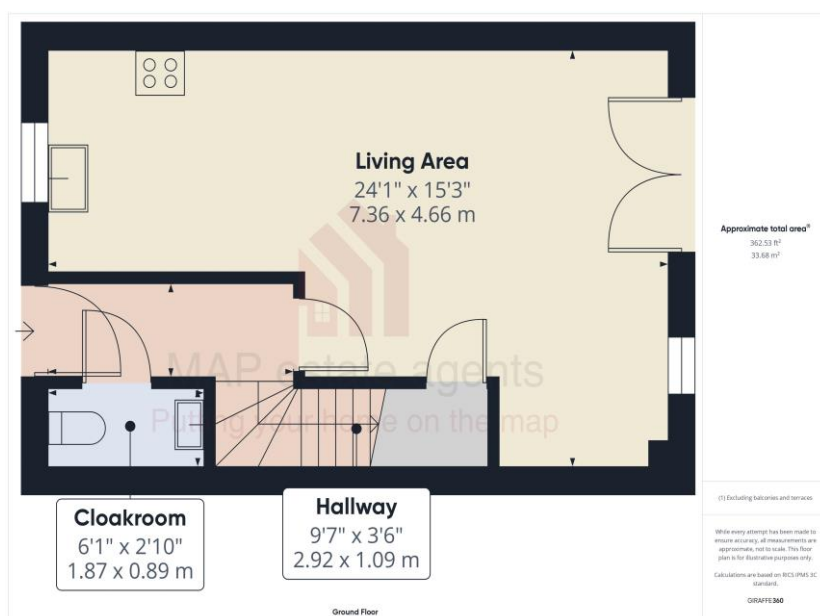 Living Area
24'1" x 15'3"
7.36 x 4.66 m
MAP estate agents
Putting your home on the map
Cloakroom
6'1" x 2'10"
1.87 x 0.89 m
Hallway
9'7" x 3'6"
2.92 x 1.09 m
Ground Floor
Approximate total area⁽¹⁾
362.53 ft²
33.68 m²
(1) Excluding balconies and terraces
While every attempt has been made to
ensure accuracy, all measurements are
approximate, not to scale. This floor
plan is for illustrative purposes only.
Calculations are based on RICS IPMS 3C
standard.
GIRAFFE360